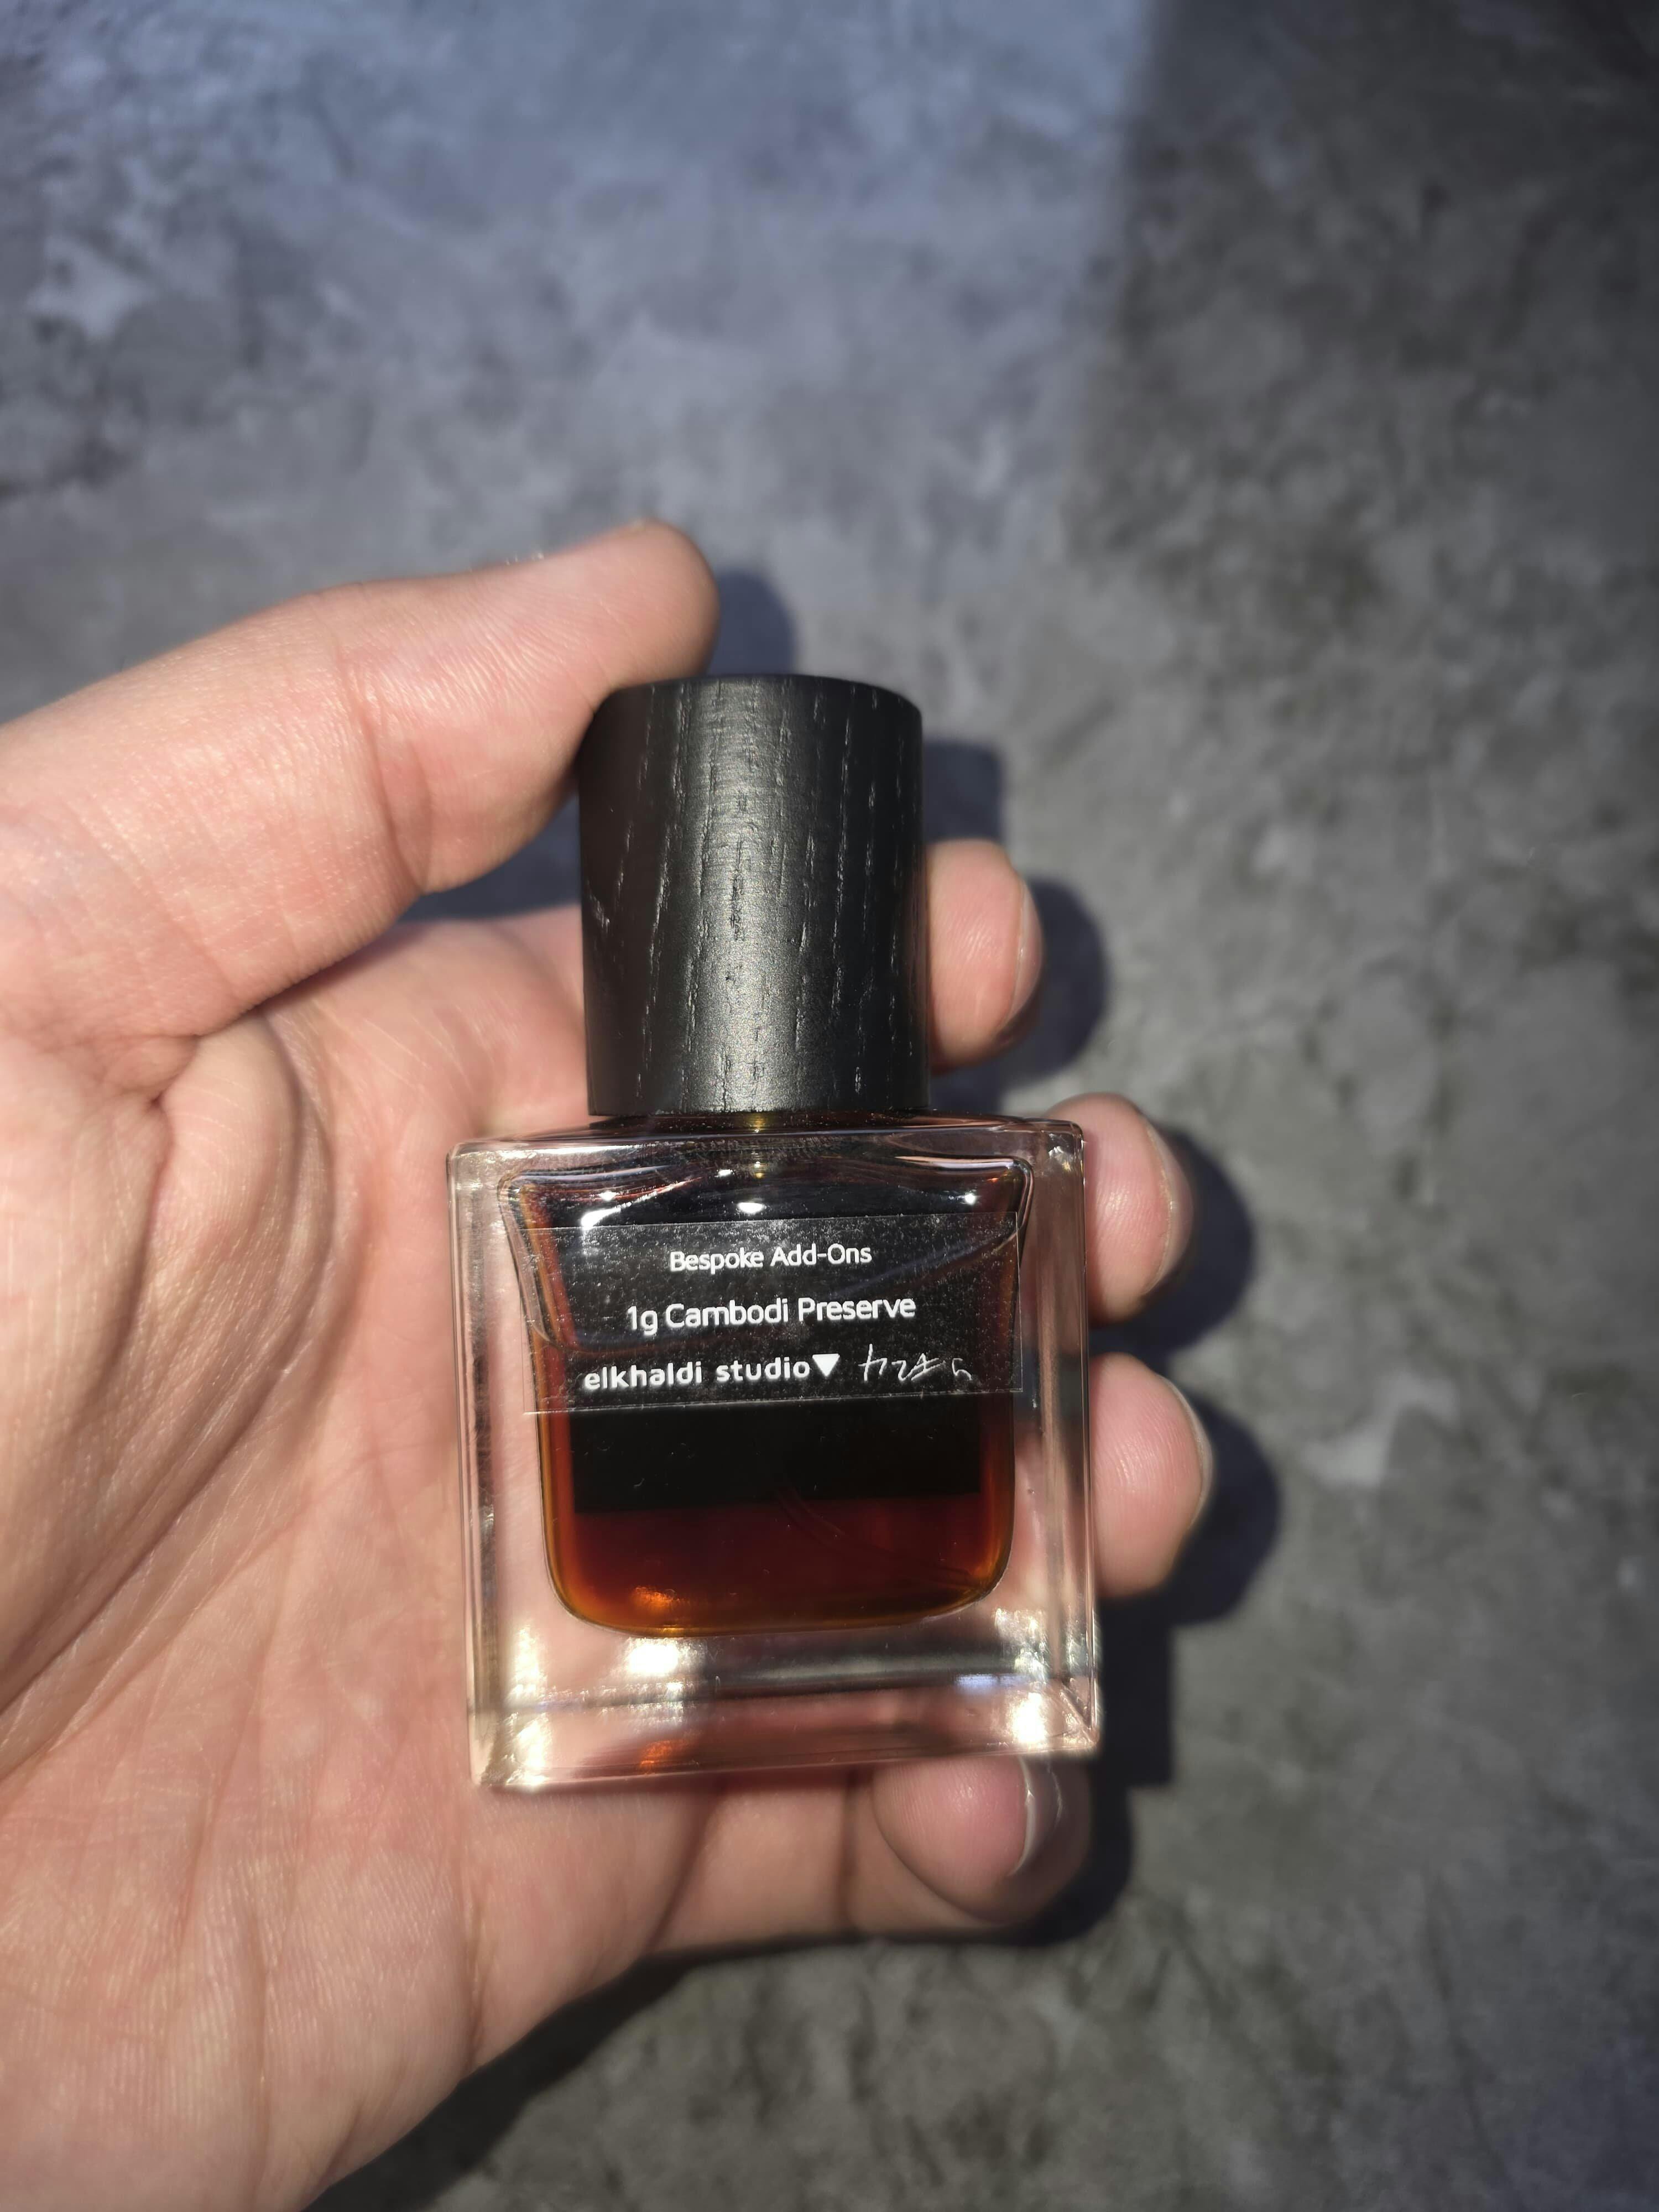 Bespoke Add-Ons
1g Cambodi Preserve
elkhaldi studio▼